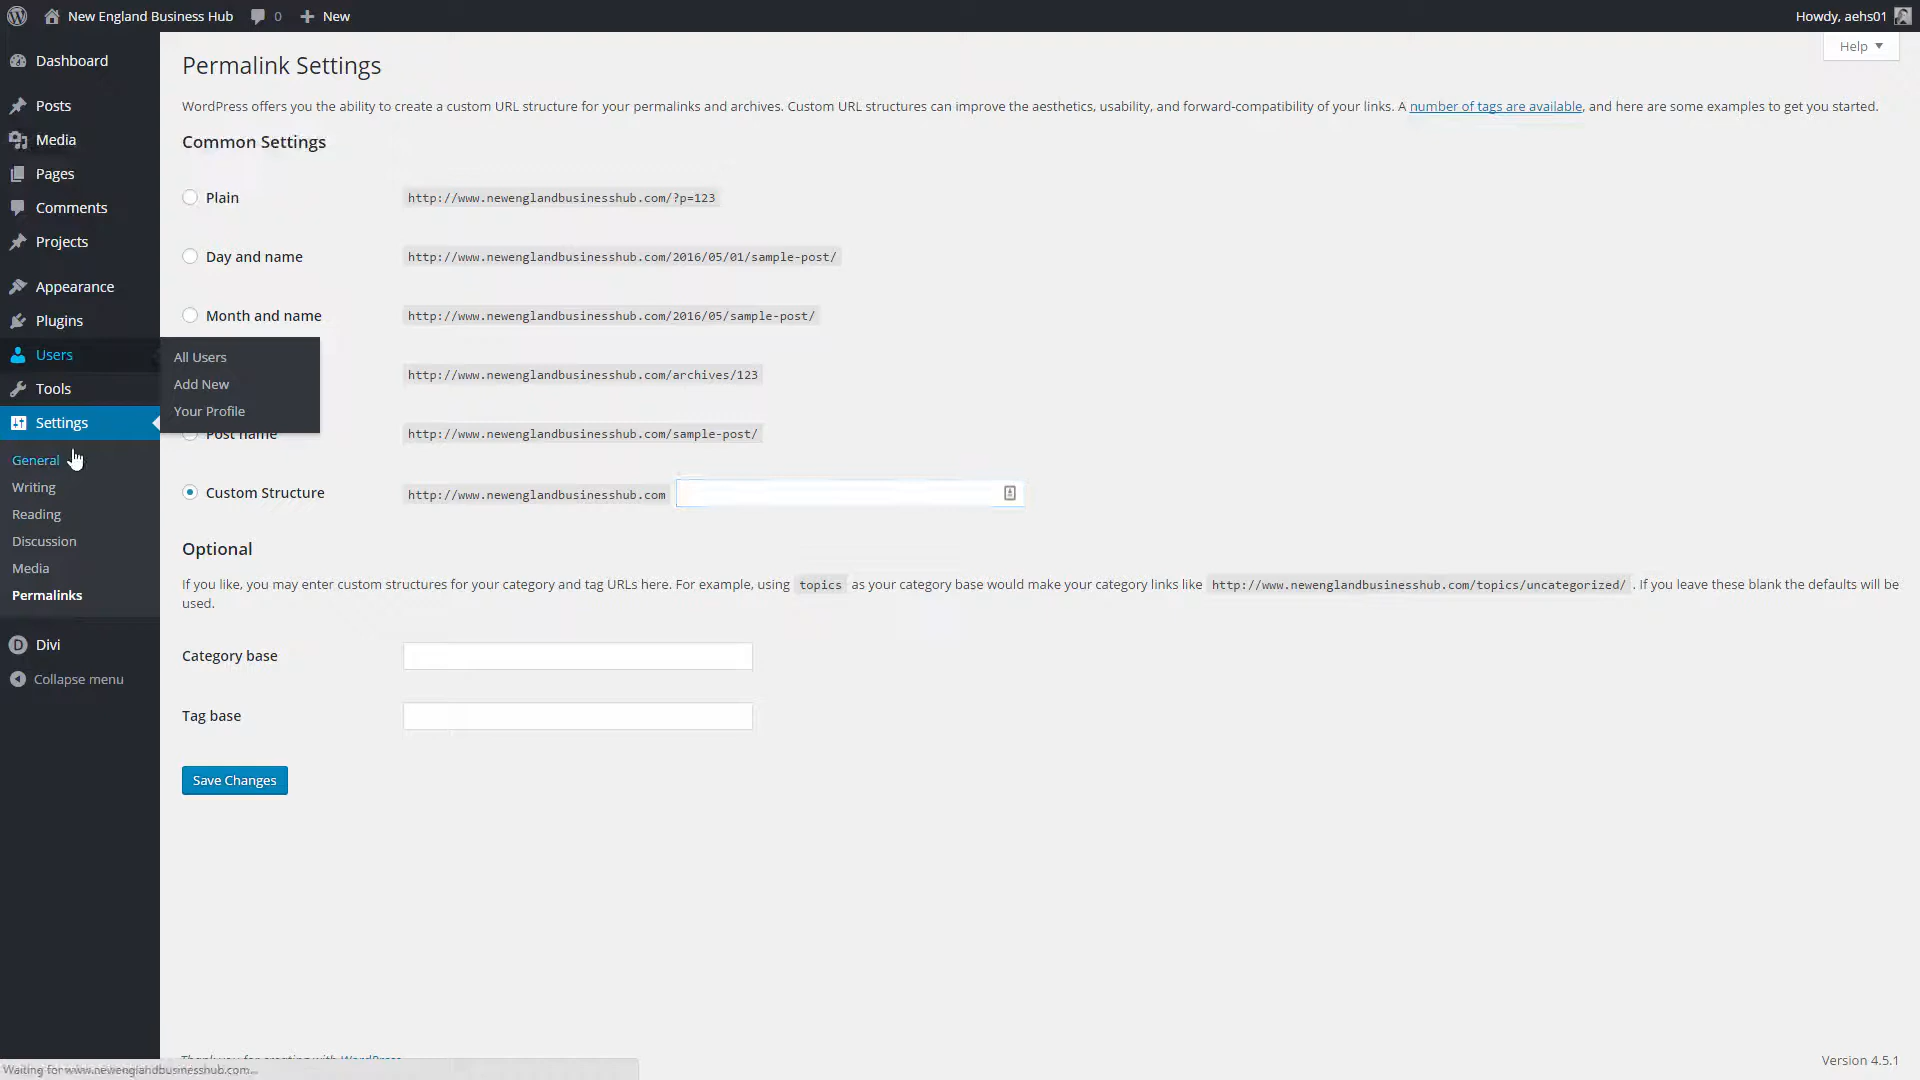 New England Business Hub 0 New Howdy, aehs01
Help
Dashboard
Posts
Media
Pages
Comments
Projects
Appearance
Plugins
Users
All Users
Add New
Your Profile
Tools
Settings
General
Writing
Reading
Discussion
Media
Permalinks
Divi
Collapse menu
Permalink Settings
WordPress offers you the ability to create a custom URL structure for your permalinks and archives. Custom URL structures can improve the aesthetics, usability, and forward-compatibility of your links. A number of tags are available, and here are some examples to get you started.
Common Settings
Plain http://www.newenglandbusinesshub.com/?p=123
Day and name http://www.newenglandbusinesshub.com/2016/05/01/sample-post/
Month and name http://www.newenglandbusinesshub.com/2016/05/sample-post/
http://www.newenglandbusinesshub.com/archives/123
Post name http://www.newenglandbusinesshub.com/sample-post/
Custom Structure http://www.newenglandbusinesshub.com
Optional
If you like, you may enter custom structures for your category and tag URLs here. For example, using topics as your category base would make your category links like http://www.newenglandbusinesshub.com/topics/uncategorized/ . If you leave these blank the defaults will be
used.
Category base
Tag base
Save Changes
Thank you for creating with WordPress
Version 4.5.1
Waiting for www.newenglandbusinesshub.com...